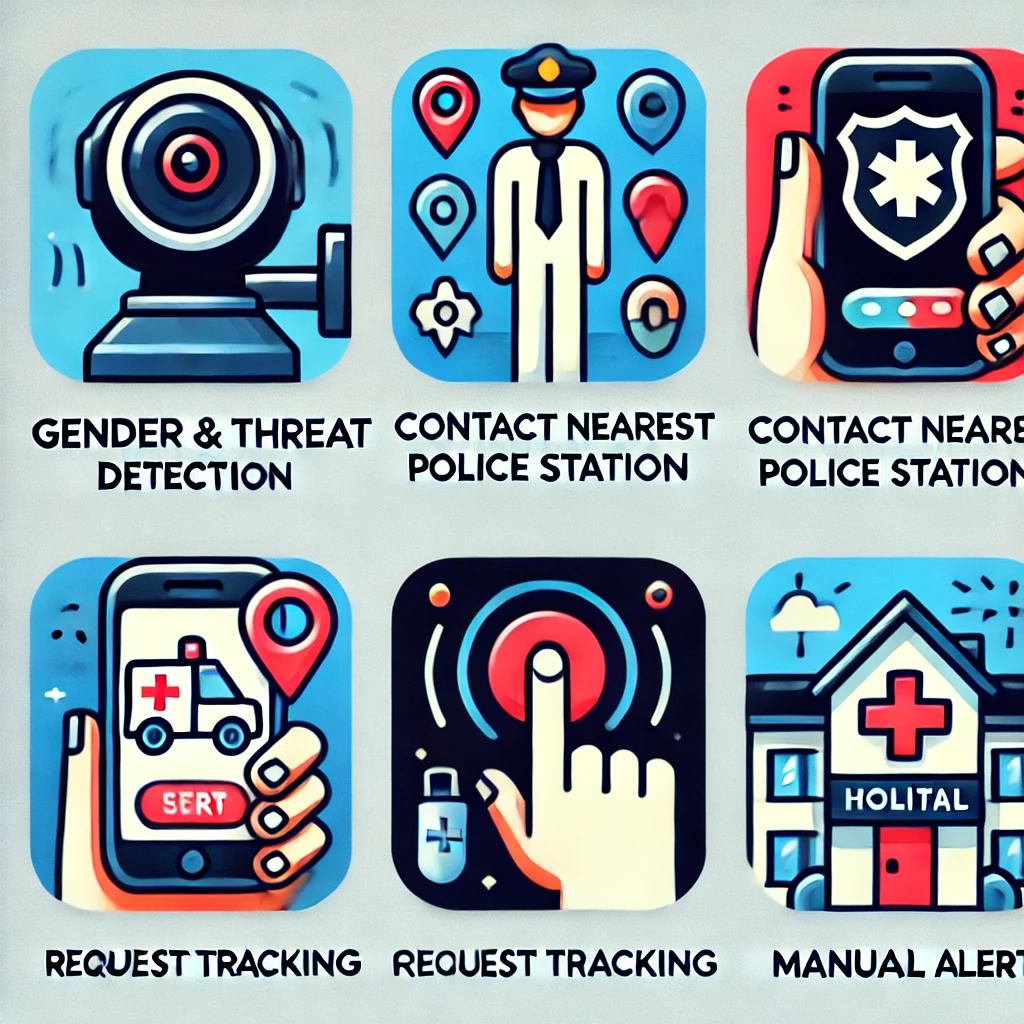 GENDER & THREAT
DETECTION
CONTACT NEAREST
POLICE STATION
CONTACT NEARE
POLICE STATION
SERT
HOLITAL
REQUEST TRACKING
REQUEST TRACKING
MANUAL ALERT